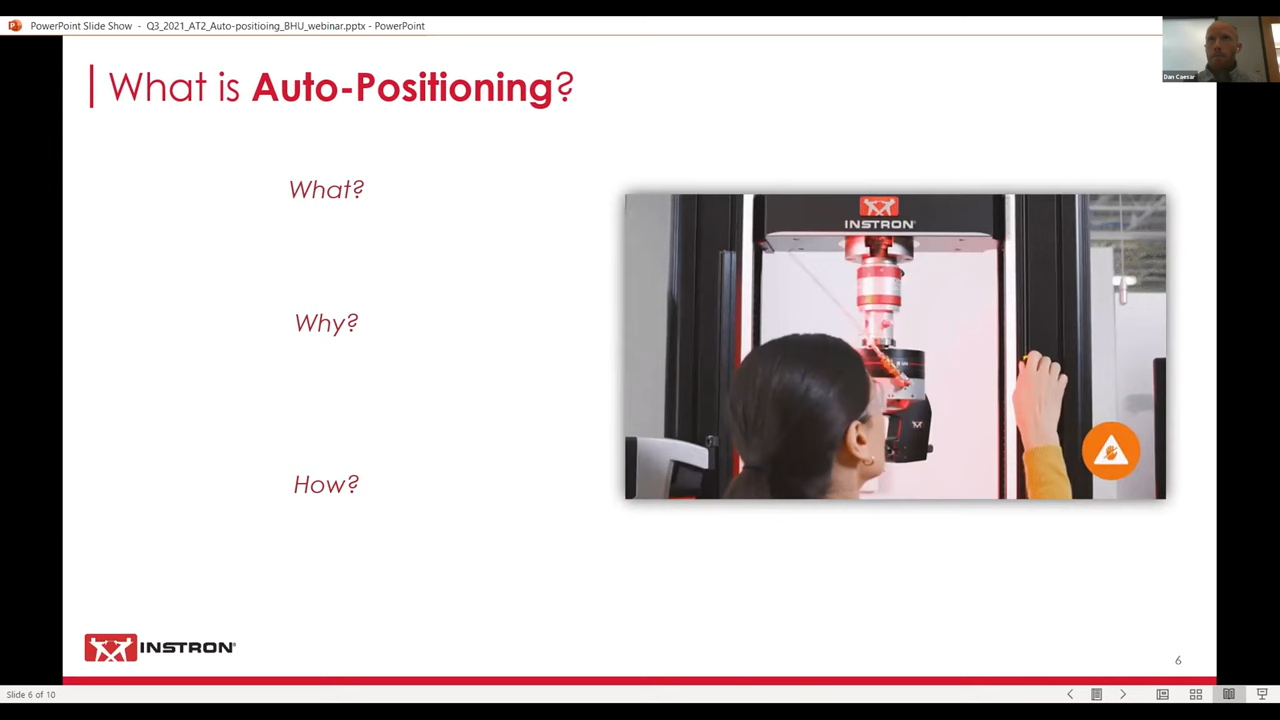 PowerPoint Slide Show - Q3_2021_AT2_Auto-positioing_BHU_webinar.pptx - PowerPoint
Dan Caesar
What is Auto-Positioning?
What?
INSTRON®
Why?
How?
INSTRON®
6
Slide 6 of 10